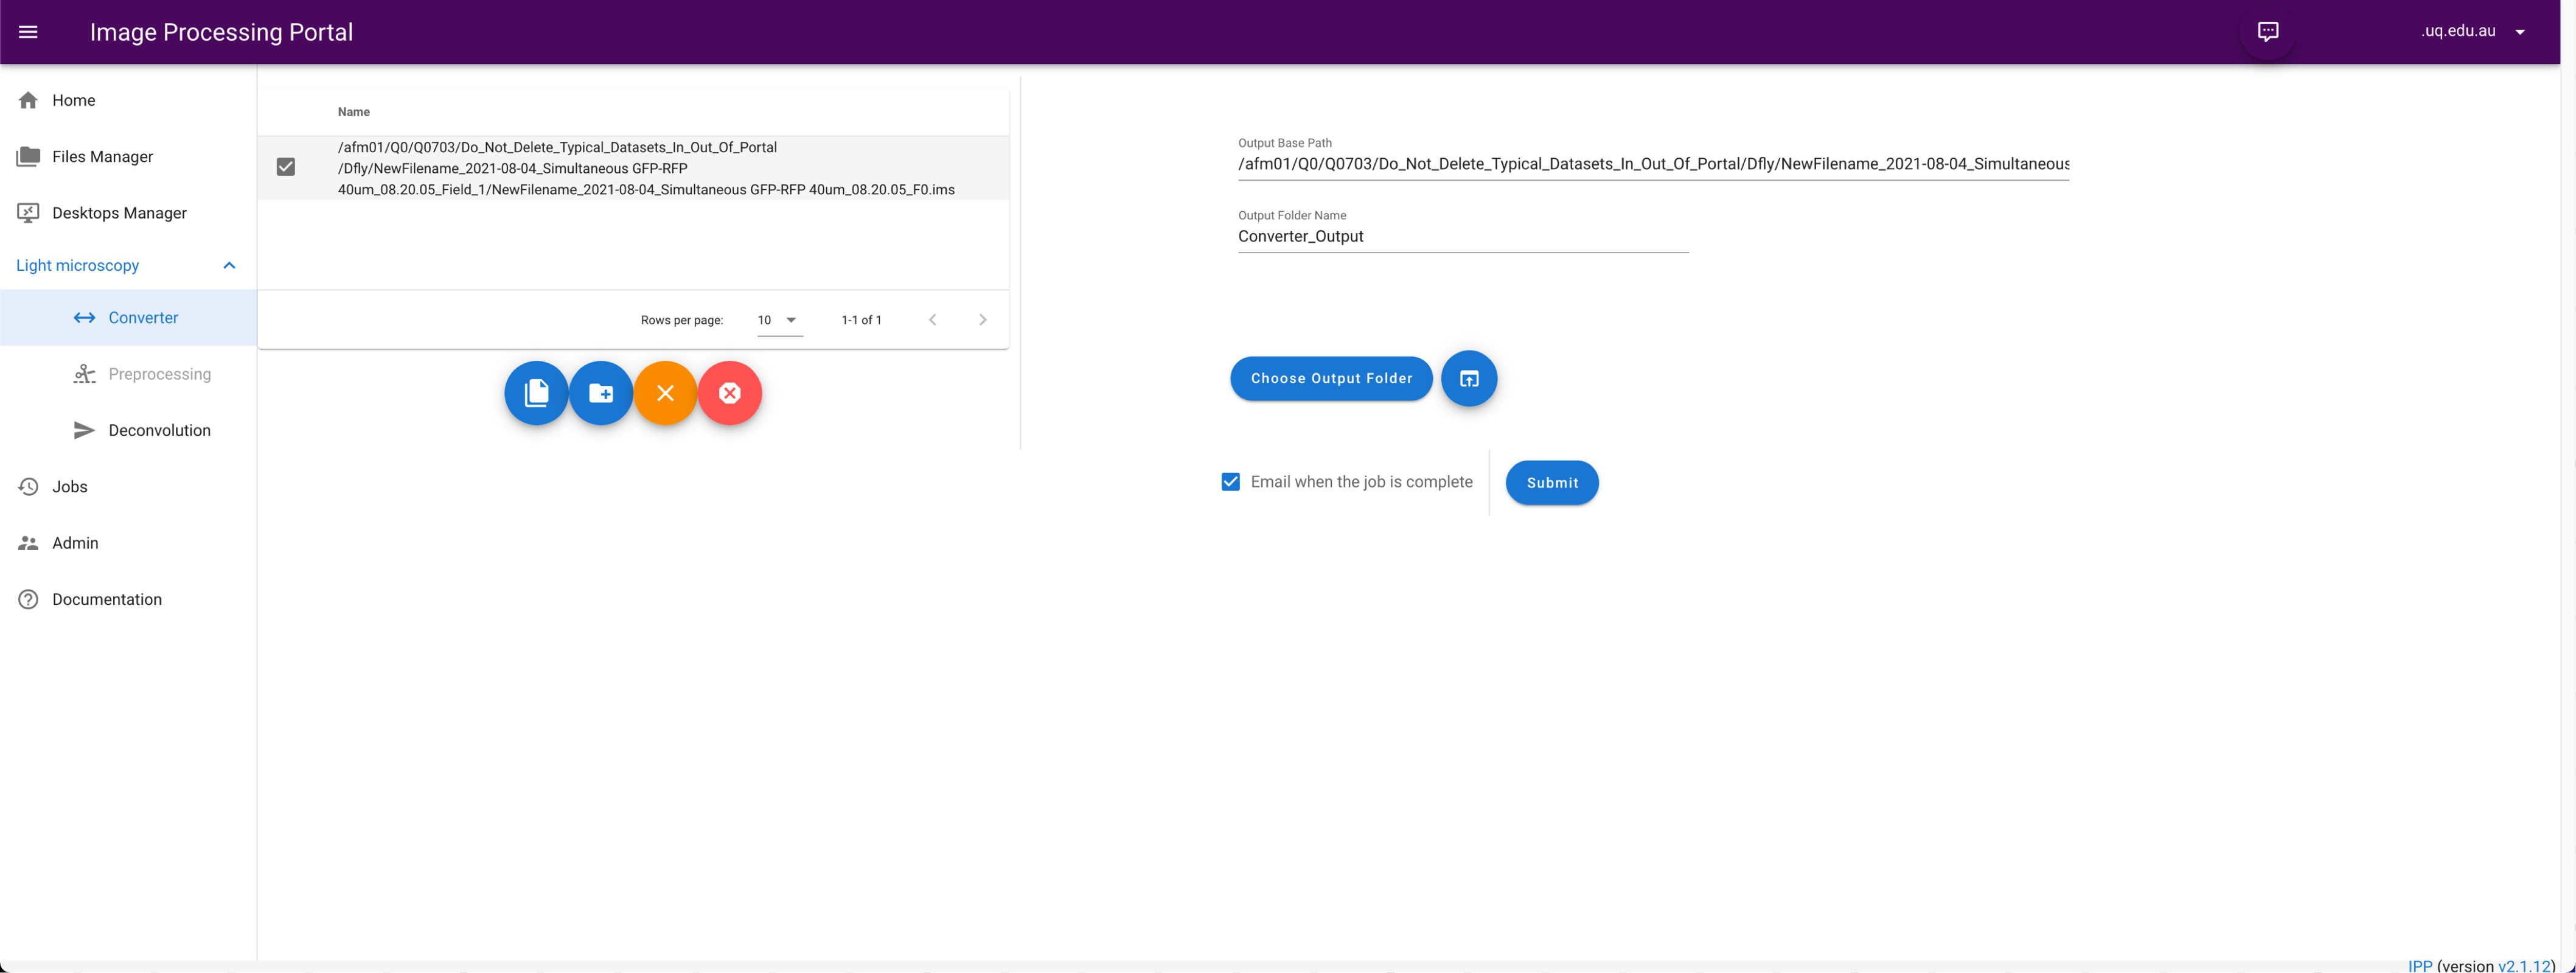 Image Processing Portal
.uq.edu.au
Home
Files Manager
Desktops Manager
Light microscopy
Converter
Preprocessing
Deconvolution
Jobs
Admin
Documentation
Name
/afm01/Q0/Q0703/Do_Not_Delete_Typical_Datasets_In_Out_Of_Portal
/Dfly/NewFilename_2021-08-04_Simultaneous GFP-RFP
40um_08.20.05_Field_1/NewFilename_2021-08-04_Simultaneous GFP-RFP 40um_08.20.05_F0.ims
Rows per page: 10 1-1 of 1
Output Base Path
/afm01/Q0/Q0703/Do_Not_Delete_Typical_Datasets_In_Out_Of_Portal/Dfly/NewFilename_2021-08-04_Simultaneous
Output Folder Name
Converter_Output
Choose Output Folder
Email when the job is complete
Submit
IPP (version v2.1.12)